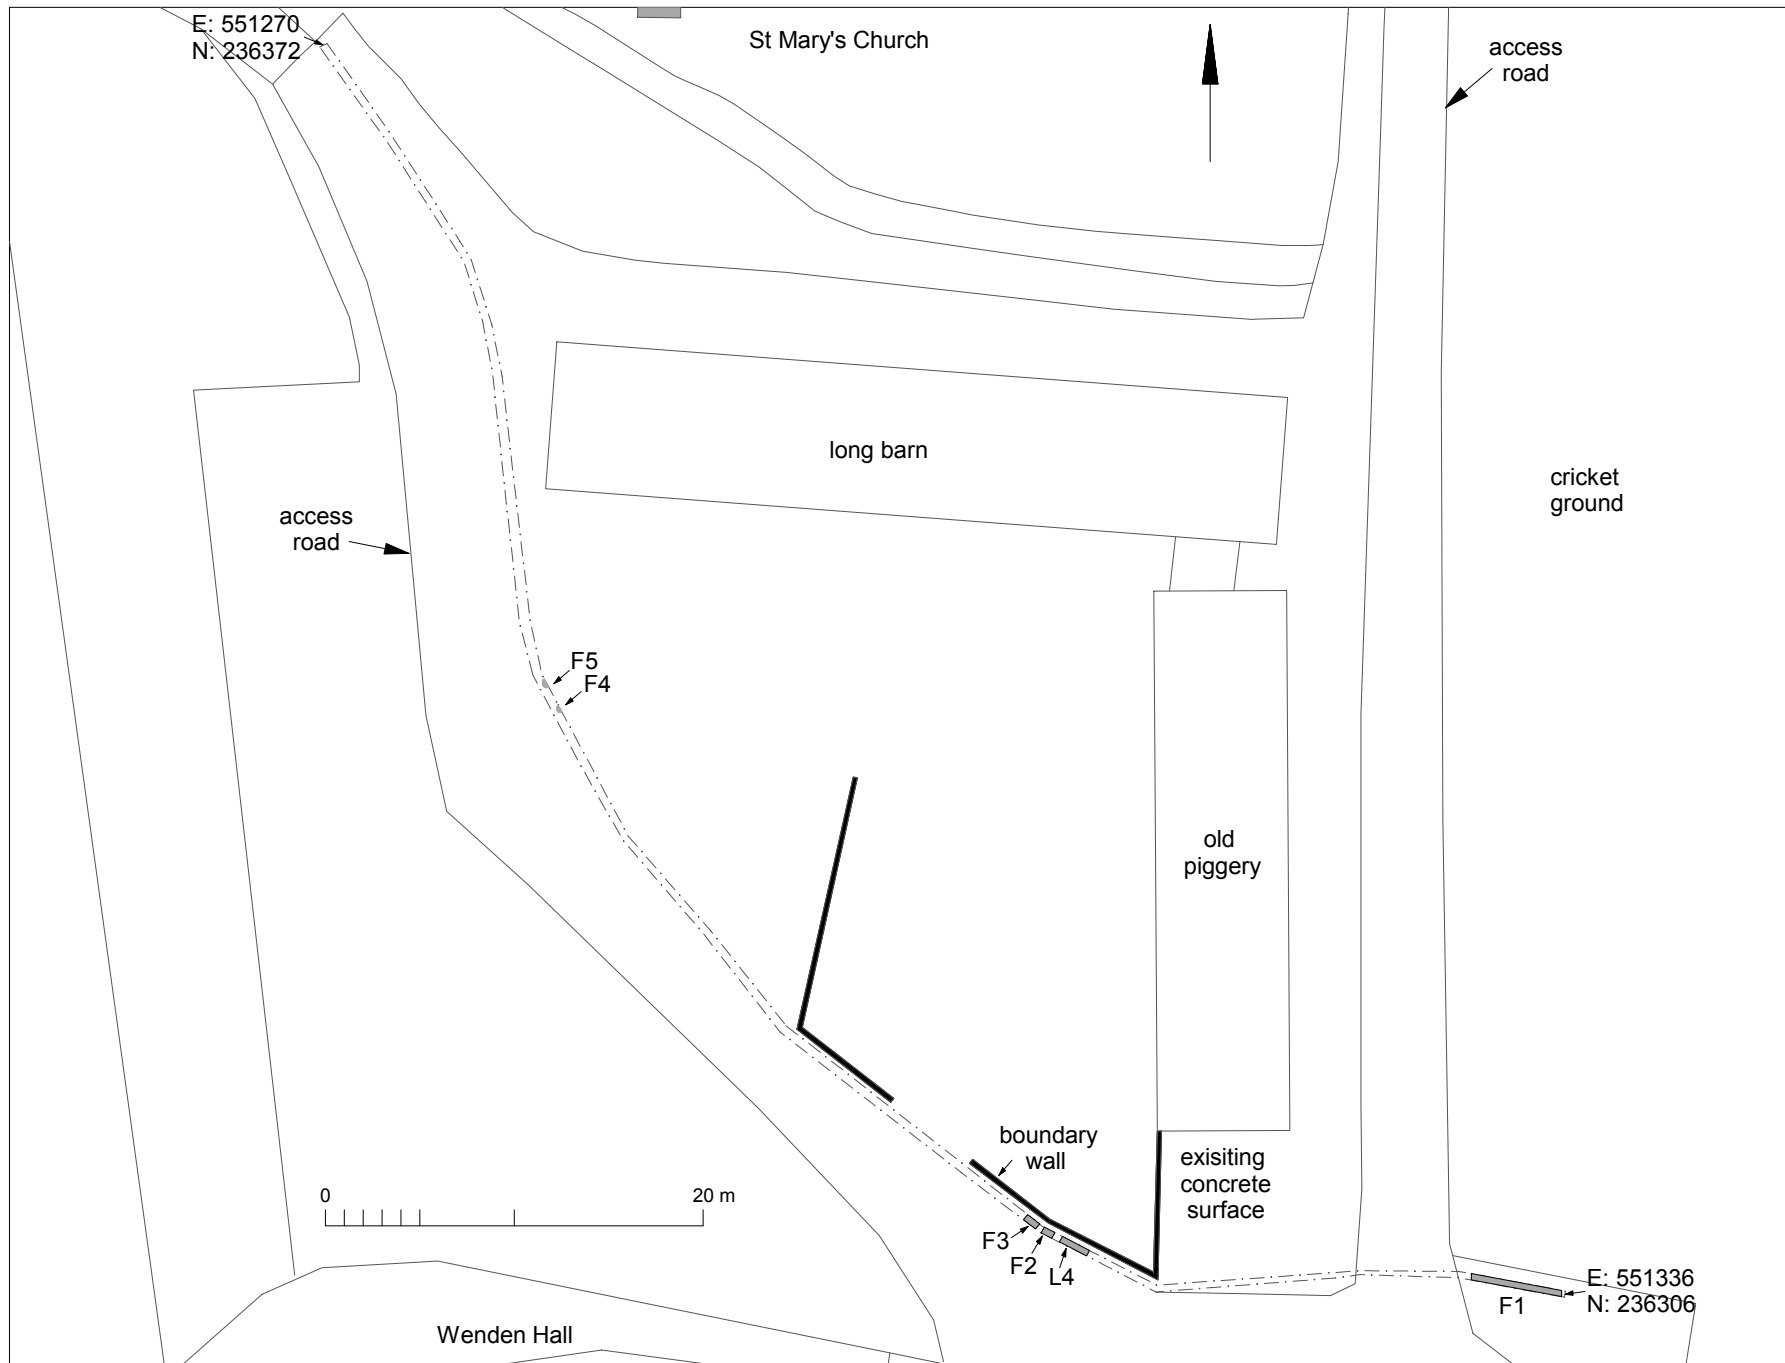 E: 551270
N: 236372
St Mary's Church
access
road
long barn
cricket
ground
access
road
F5
F4
old
piggery
boundary
wall
exisiting
concrete
surface
0
20 m
F3
F2
L4
E: 551336
N: 236306
F1
Wenden Hall